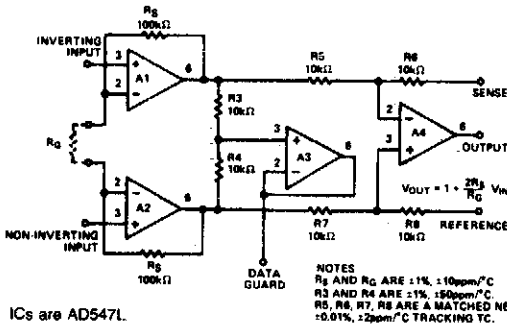 RS
100kΩ
INVERTING
INPUT
3
+
2
−
A1
6
R5
10kΩ
R6
10kΩ
SENSE
R3
10kΩ
2
−
3
+
A4
6
OUTPUT
RG
3
+
2
−
A3
6
R4
10kΩ
VOUT = 1 + 2RS
RG
VIN
2
−
3
+
A2
6
R7
10kΩ
R8
10kΩ
REFERENCE
NON-INVERTING
INPUT
RS
100kΩ
DATA
GUARD
NOTES
RS AND RG ARE ±1%, ±10ppm/°C
R3 AND R4 ARE ±1%, ±50ppm/°C.
R5, R6, R7, R8 ARE A MATCHED NE
±0.01%, ±2ppm/°C TRACKING TC.
ICs are AD547L.